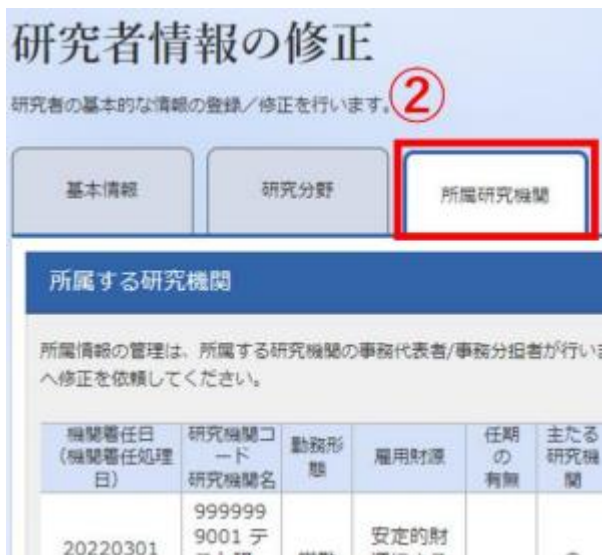 研究者情報の修正
研究者の基本的な情報の登録／修正を行います。
②
基本情報 研究分野 所属研究機関
所属する研究機関
所属情報の管理は、所属する研究機関の事務代表者/事務分担者が行いま
へ修正を依頼してください。
機関着任日
(機関着任処理
日)
研究機関コ
ード
研究機関名
勤務形
態
雇用財源
任期
の
有無
主たる
研究機
関
20220301
999999
9001 テ
安定的財